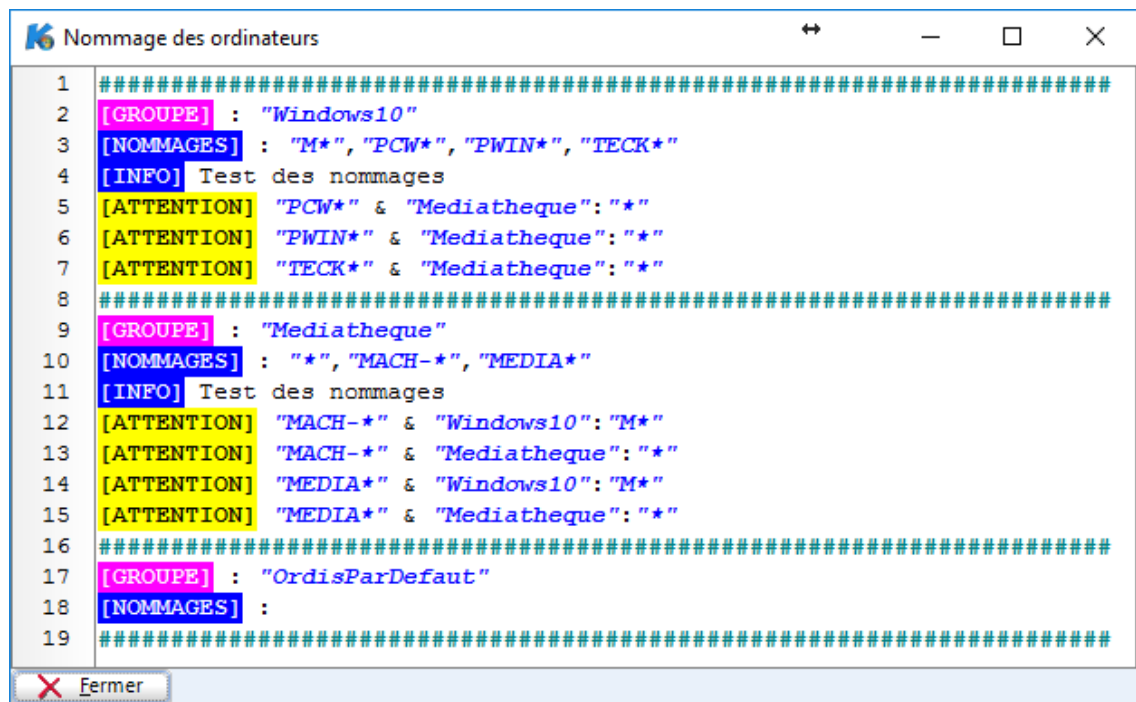 Nommage des ordinateurs
1 ######################################################################
2 [GROUPE] : "Windows10"
3 [NOMMAGES] : "M*","PCW*","PWIN*","TECK*"
4 [INFO] Test des nommages
5 [ATTENTION] "PCW*" & "Mediatheque":"*"
6 [ATTENTION] "PWIN*" & "Mediatheque":"*"
7 [ATTENTION] "TECK*" & "Mediatheque":"*"
8 ######################################################################
9 [GROUPE] : "Mediatheque"
10 [NOMMAGES] : "*","MACH-*","MEDIA*"
11 [INFO] Test des nommages
12 [ATTENTION] "MACH-*" & "Windows10":"M*"
13 [ATTENTION] "MACH-*" & "Mediatheque":"*"
14 [ATTENTION] "MEDIA*" & "Windows10":"M*"
15 [ATTENTION] "MEDIA*" & "Mediatheque":"*"
16 ######################################################################
17 [GROUPE] : "OrdisParDefaut"
18 [NOMMAGES] :
19 ######################################################################
Fermer